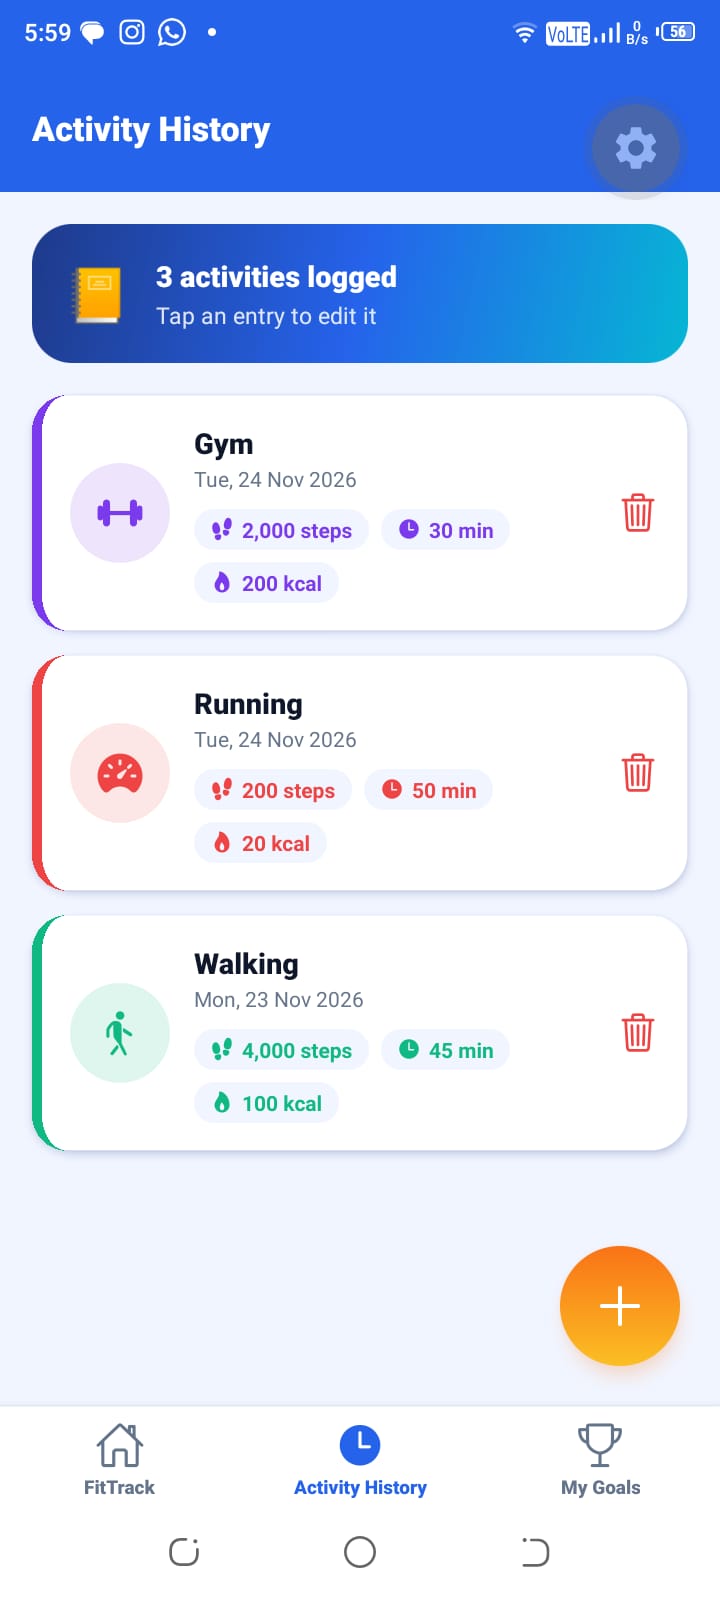 5:59
VoLTE 0 B/s 56
Activity History
3 activities logged
Tap an entry to edit it
Gym
Tue, 24 Nov 2026
2,000 steps 30 min
200 kcal
Running
Tue, 24 Nov 2026
200 steps 50 min
20 kcal
Walking
Mon, 23 Nov 2026
4,000 steps 45 min
100 kcal
FitTrack Activity History My Goals